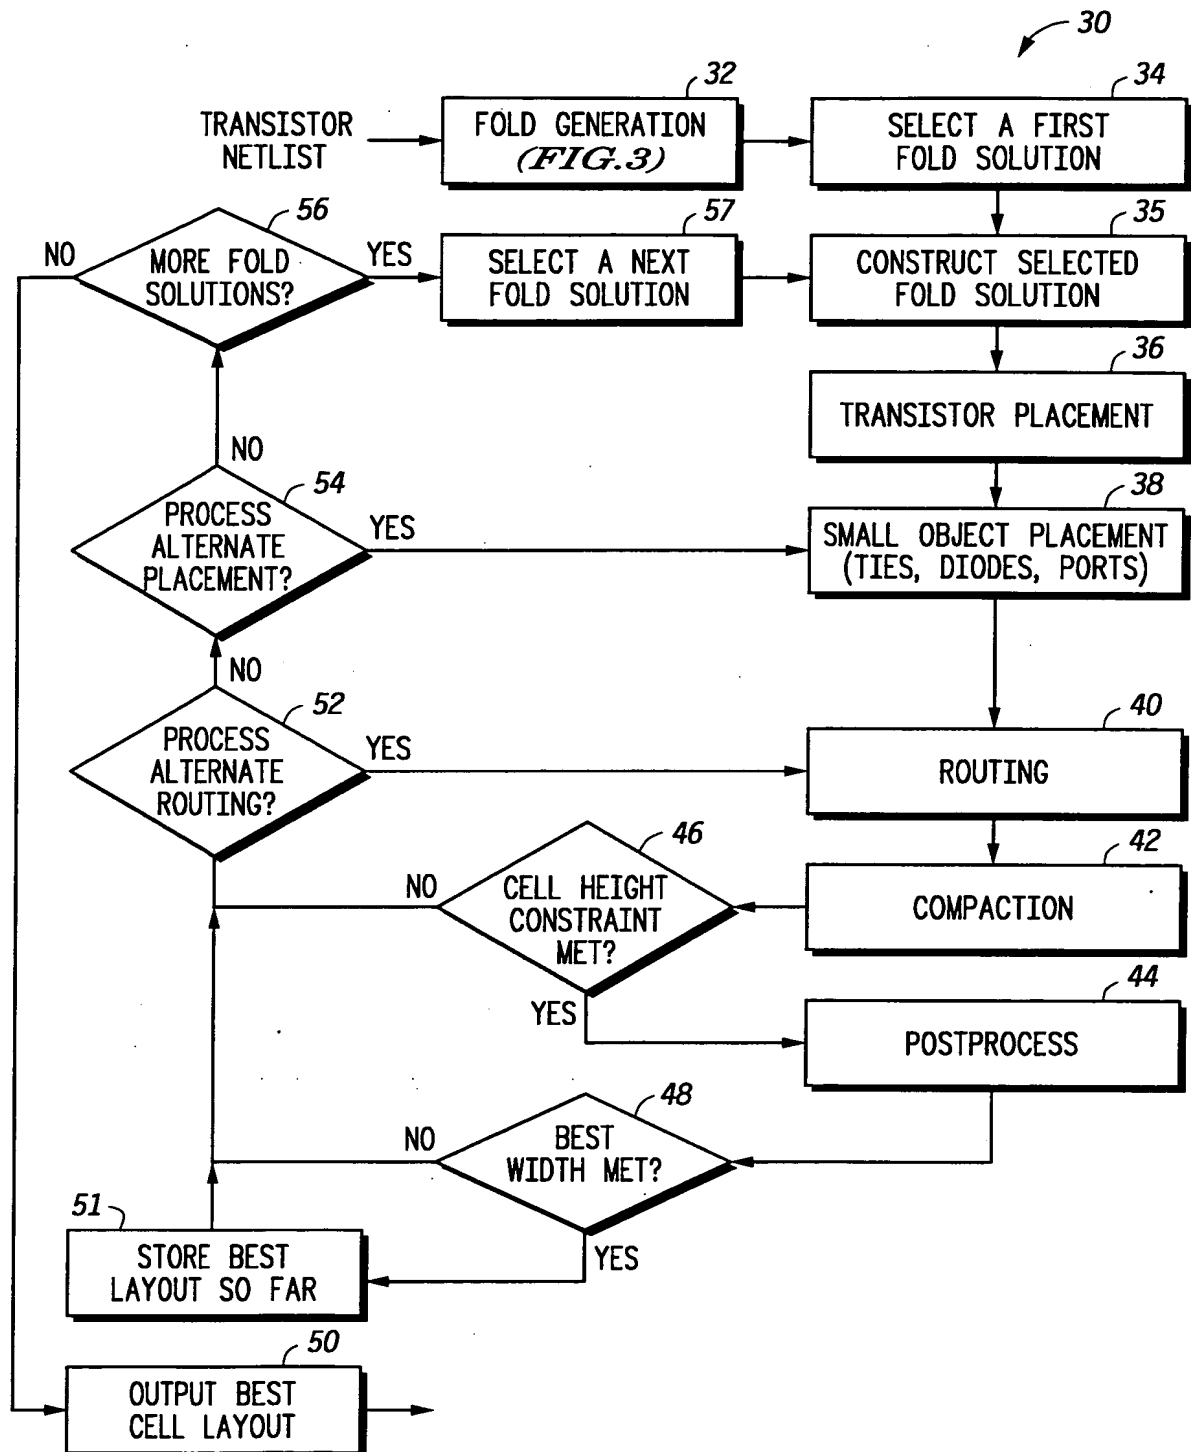 30
32
34
TRANSISTOR
NETLIST
FOLD GENERATION
(FIG.3)
SELECT A FIRST
FOLD SOLUTION
56
57
35
NO
MORE FOLD
SOLUTIONS?
YES
SELECT A NEXT
FOLD SOLUTION
CONSTRUCT SELECTED
FOLD SOLUTION
36
TRANSISTOR PLACEMENT
NO
54
38
PROCESS
ALTERNATE
PLACEMENT?
YES
SMALL OBJECT PLACEMENT
(TIES, DIODES, PORTS)
NO
52
40
PROCESS
ALTERNATE
ROUTING?
YES
ROUTING
46
42
NO
CELL HEIGHT
CONSTRAINT
MET?
COMPACTION
YES
44
POSTPROCESS
48
NO
BEST
WIDTH MET?
51
YES
STORE BEST
LAYOUT SO FAR
50
OUTPUT BEST
CELL LAYOUT